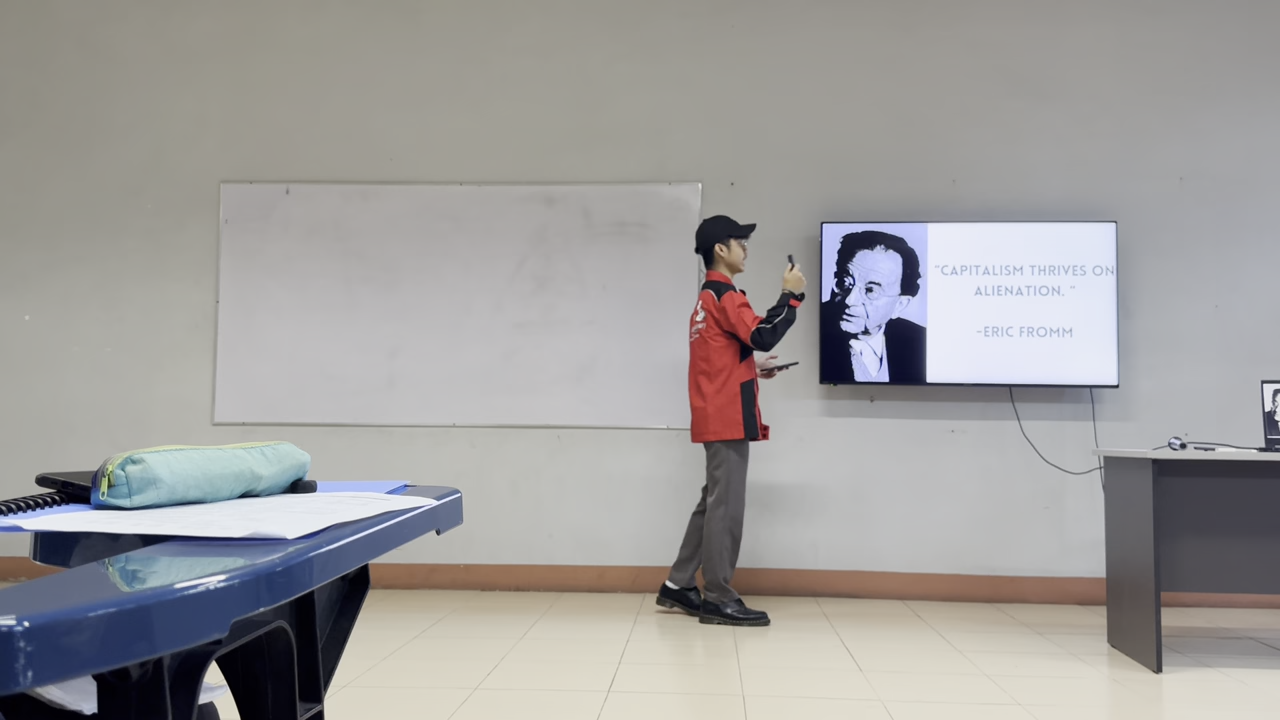 "CAPITALISM THRIVES ON
ALIENATION. "
-ERIC FROMM